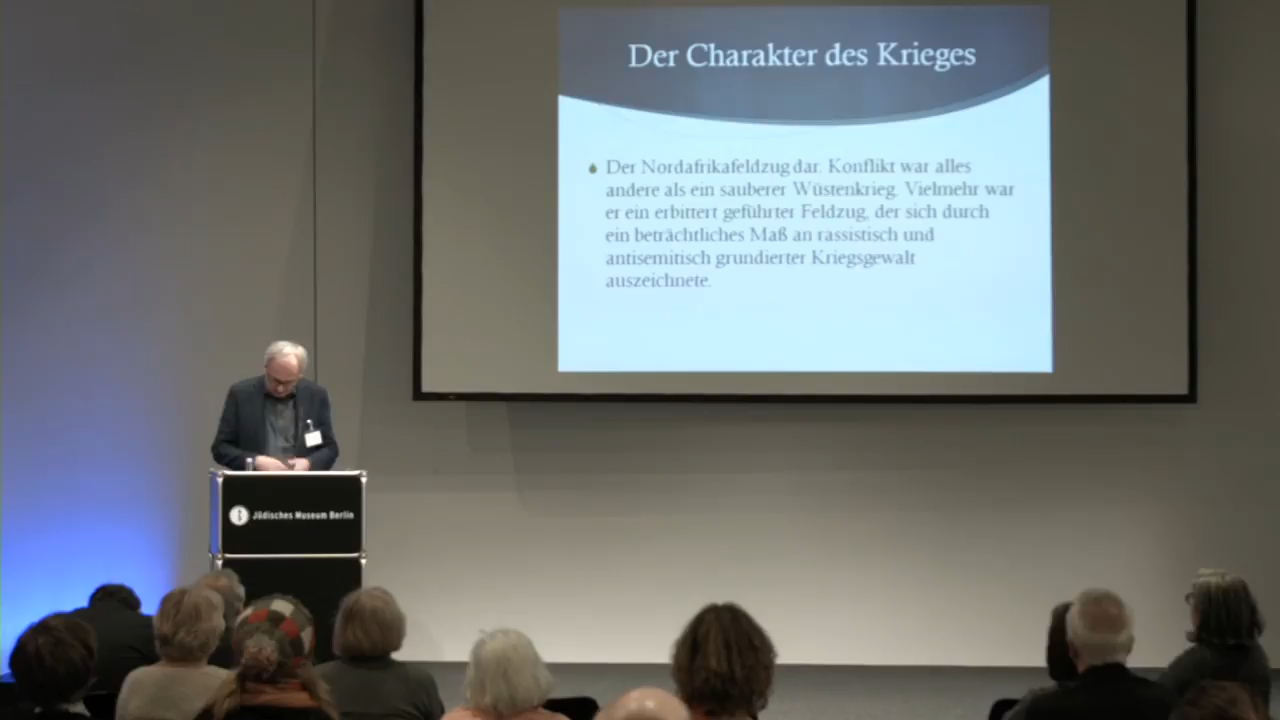 Der Charakter des Krieges
Der Nordafrikafeldzug dar. Konflikt war alles
andere als ein sauberer Wüstenkrieg. Vielmehr war
er ein erbittert geführter Feldzug, der sich durch
ein beträchtliches Maß an rassistisch und
antisemitisch grundierter Kriegsgewalt
auszeichnete.
Jüdisches Museum Berlin